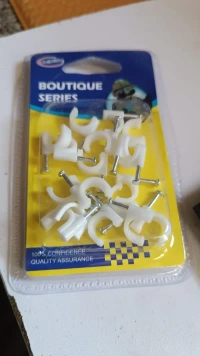 BOUTIQUE
SERIES
100% CONFIDENCE
QUALITY ASSURANCE